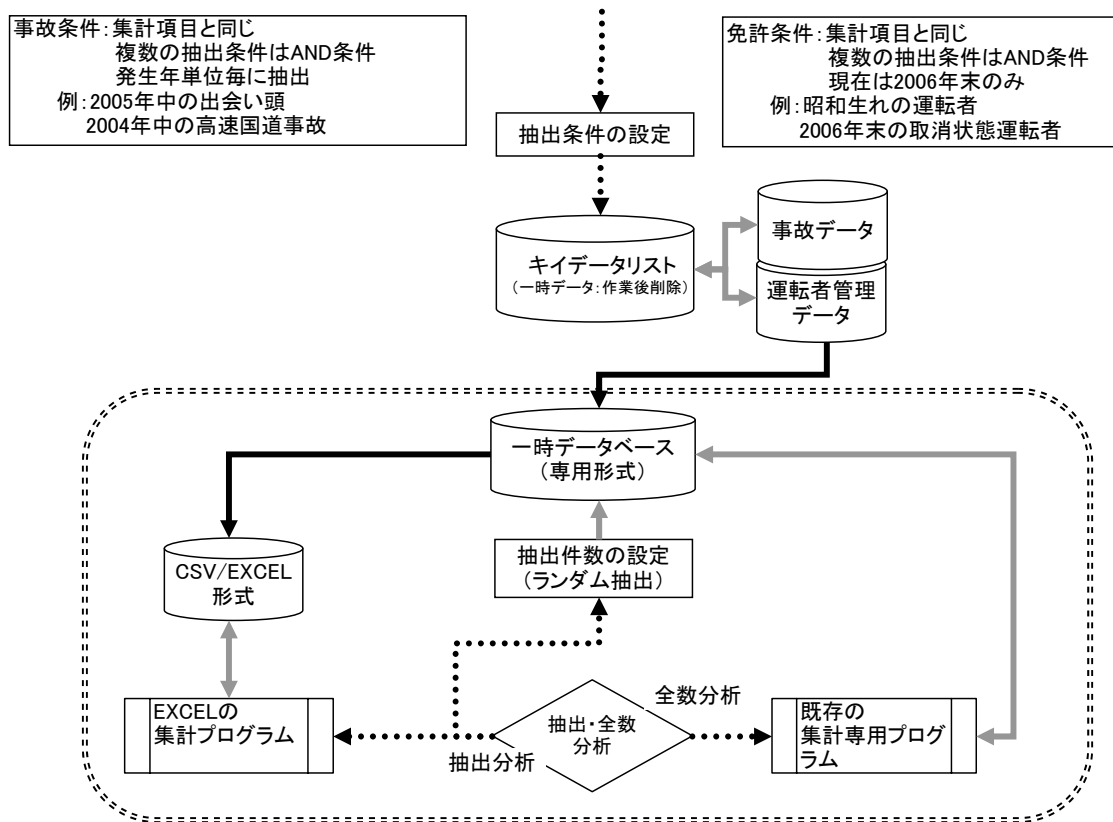 事故条件：集計項目と同じ
複数の抽出条件はAND条件
発生年単位毎に抽出
例：2005年中の出会い頭
2004年中の高速国道事故
免許条件：集計項目と同じ
複数の抽出条件はAND条件
現在は2006年末のみ
例：昭和生れの運転者
2006年末の取消状態運転者
抽出条件の設定
キイデータリスト
（一時データ：作業後削除）
事故データ
運転者管理
データ
一時データベース
（専用形式）
CSV/EXCEL
形式
抽出件数の設定
（ランダム抽出）
EXCELの
集計プログラム
抽出分析
抽出・全数
分析
全数分析
既存の
集計専用プログ
ラム